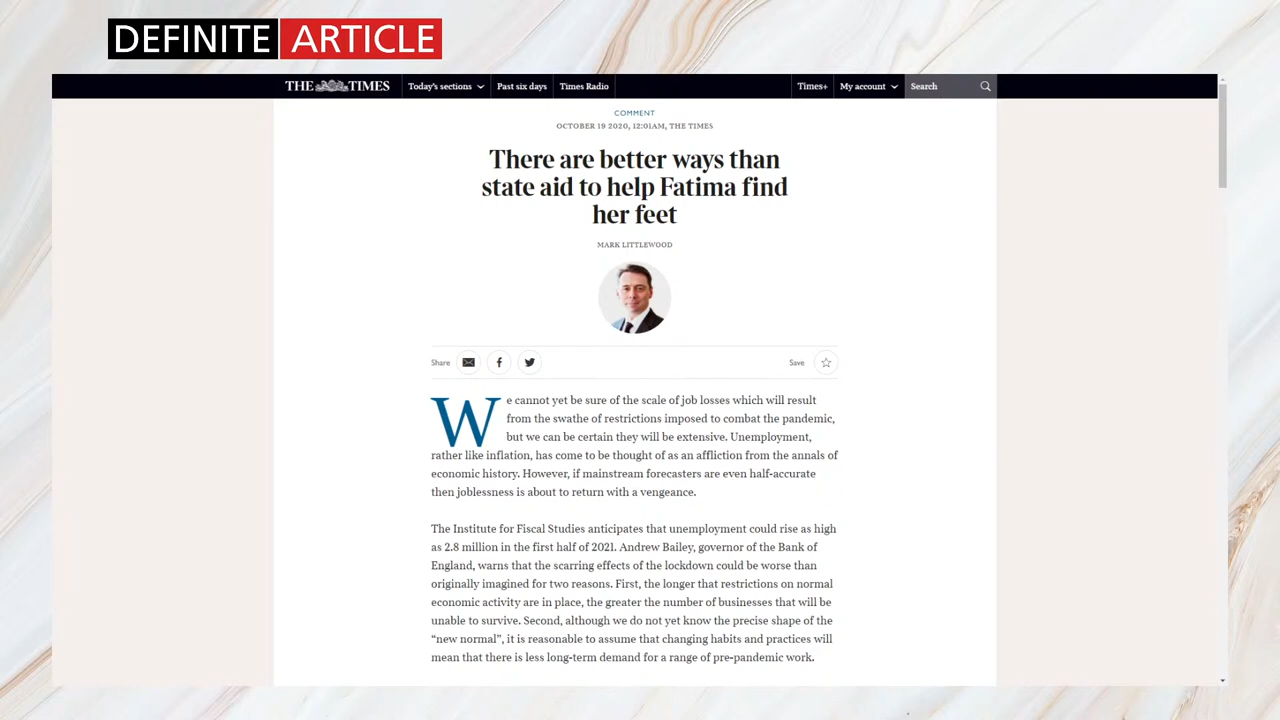 DEFINITE ARTICLE
THE TIMES Today's sections Past six days Times Radio Times+ My account Search
COMMENT
OCTOBER 19 2020, 12:01AM, THE TIMES
There are better ways than
state aid to help Fatima find
her feet
MARK LITTLEWOOD
Share Save
We cannot yet be sure of the scale of job losses which will result
from the swathe of restrictions imposed to combat the pandemic,
but we can be certain they will be extensive. Unemployment,
rather like inflation, has come to be thought of as an affliction from the annals of
economic history. However, if mainstream forecasters are even half-accurate
then joblessness is about to return with a vengeance.
The Institute for Fiscal Studies anticipates that unemployment could rise as high
as 2.8 million in the first half of 2021. Andrew Bailey, governor of the Bank of
England, warns that the scarring effects of the lockdown could be worse than
originally imagined for two reasons. First, the longer that restrictions on normal
economic activity are in place, the greater the number of businesses that will be
unable to survive. Second, although we do not yet know the precise shape of the
“new normal”, it is reasonable to assume that changing habits and practices will
mean that there is less long-term demand for a range of pre-pandemic work.